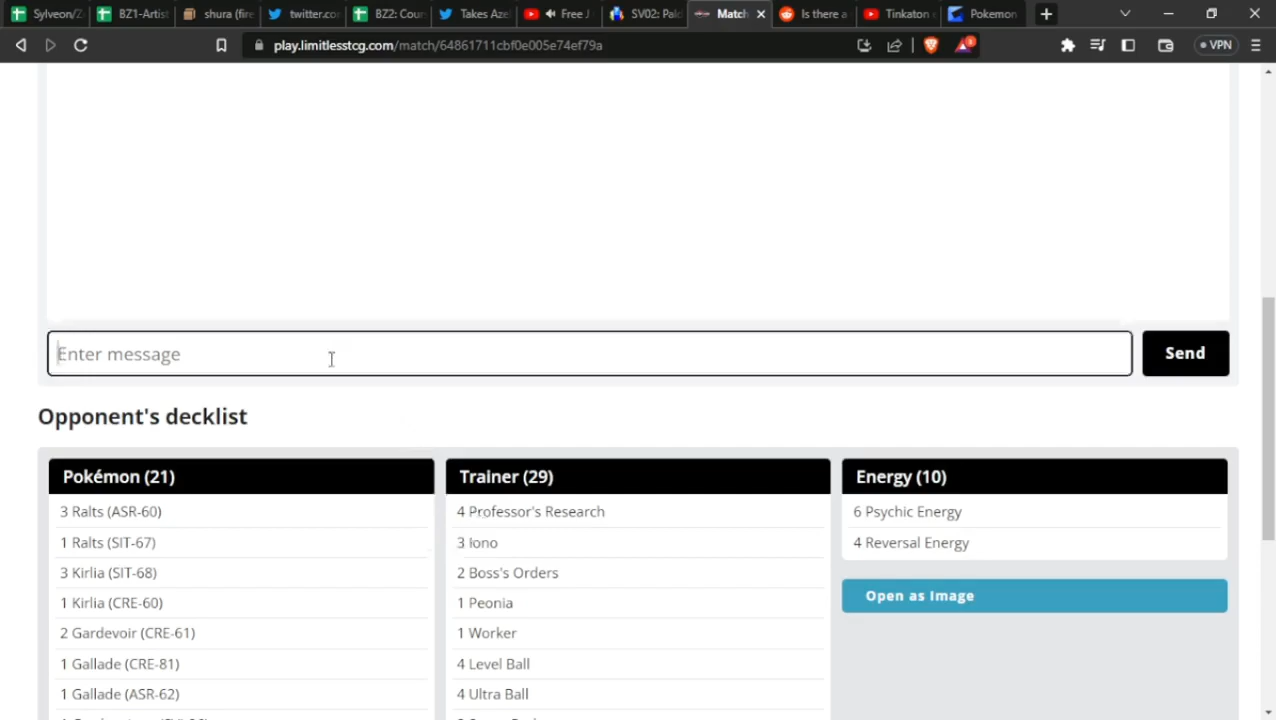 Sylveon/Z
BZ1-Artist
shura (fire
twitter.co
BZ2: Cour
Takes Aze
Free J
SV02: Pald
Match
Is there a
Tinkaton
Pokemon
play.limitlesstcg.com/match/64861711cbf0e005e74ef79a
VPN
Enter message
Send
Opponent's decklist
Pokémon (21)
3 Ralts (ASR-60)
1 Ralts (SIT-67)
3 Kirlia (SIT-68)
1 Kirlia (CRE-60)
2 Gardevoir (CRE-61)
1 Gallade (CRE-81)
1 Gallade (ASR-62)
Trainer (29)
4 Professor's Research
3 Iono
2 Boss's Orders
1 Peonia
1 Worker
4 Level Ball
4 Ultra Ball
Energy (10)
6 Psychic Energy
4 Reversal Energy
Open as Image